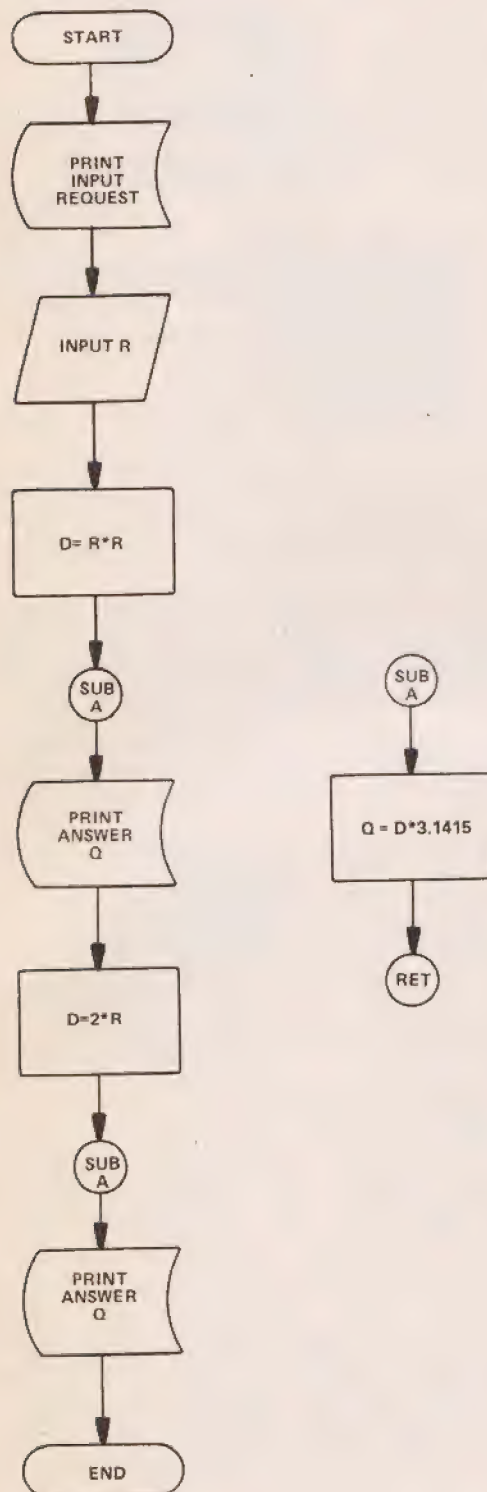 START
PRINT
INPUT
REQUEST
INPUT R
D= R*R
SUB
A
PRINT
ANSWER
Q
D=2*R
SUB
A
PRINT
ANSWER
Q
END
SUB
A
Q = D*3.1415
RET